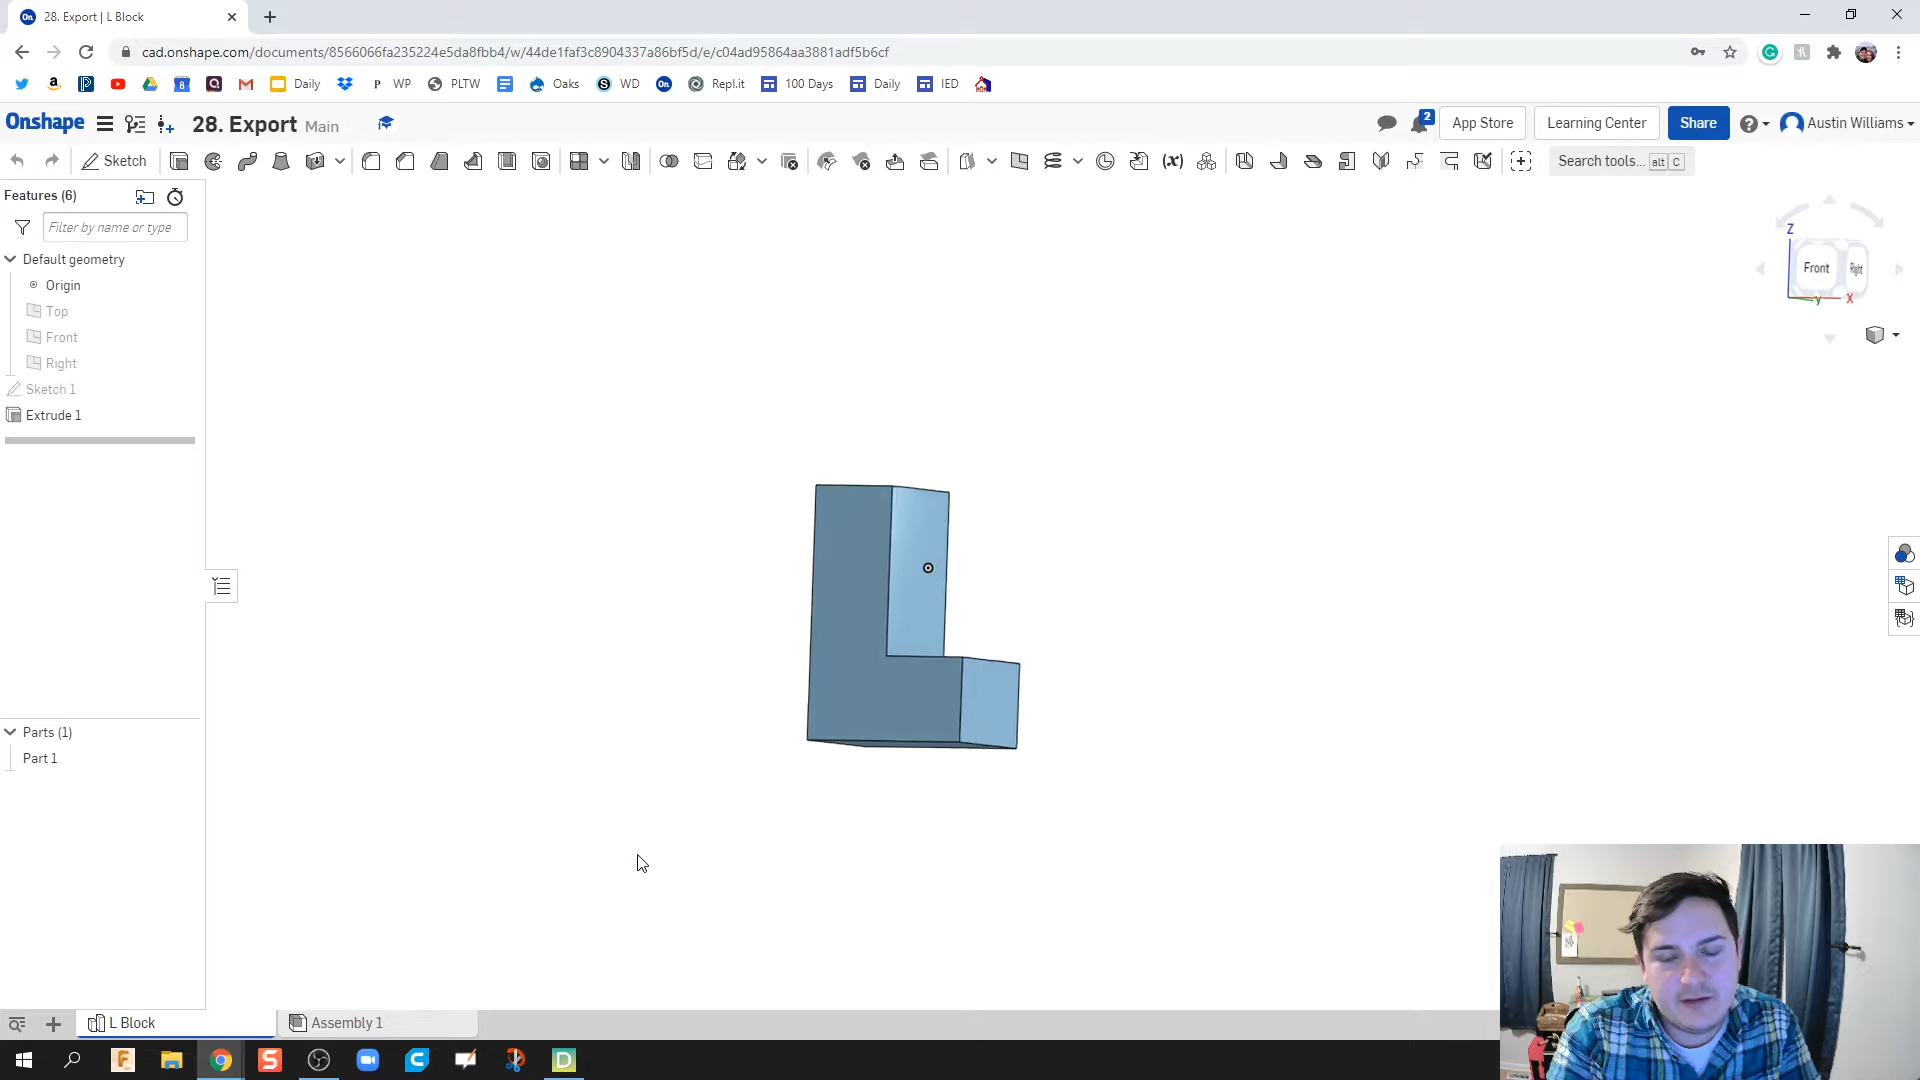 28. Export | L Block
cad.onshape.com/documents/8566066fa235224e5da8fbb4/w/44de1faf3c8904337a86bf5d/e/c04ad95864aa3881adf5b6cf
Daily
WP
PLTW
Oaks
WD
Repl.it
100 Days
Daily
IED
Onshape
28. Export Main
2
App Store
Learning Center
Share
Austin Williams
Sketch
(x)
Search tools... alt C
Features (6)
Filter by name or type
Default geometry
Origin
Top
Front
Right
Sketch 1
Extrude 1
Z
Front
Right
Y
X
Parts (1)
Part 1
L Block
Assembly 1